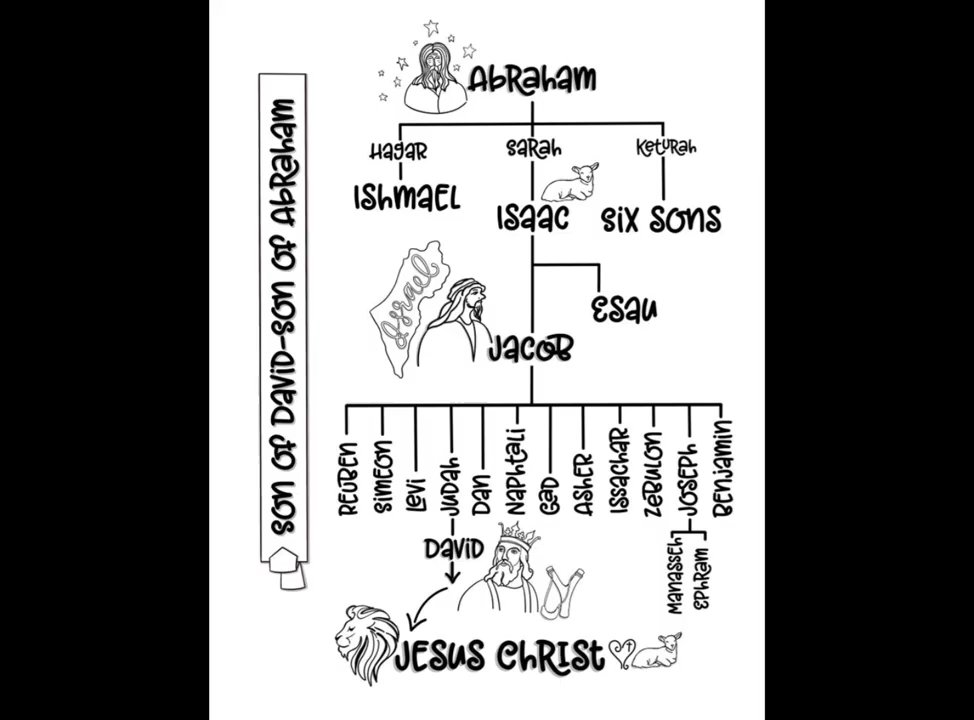 Son of David-Son of Abraham
Abraham
Hagar Sarah Keturah
Ishmael
Isaac Six Sons
Israel
Esau
Jacob
Reuben
Simeon
Levi
Judah
Dan
Naphtali
Gad
Asher
Issachar
Zebulon
Joseph
Benjamin
David
Manasseh
Ephraim
Jesus Christ